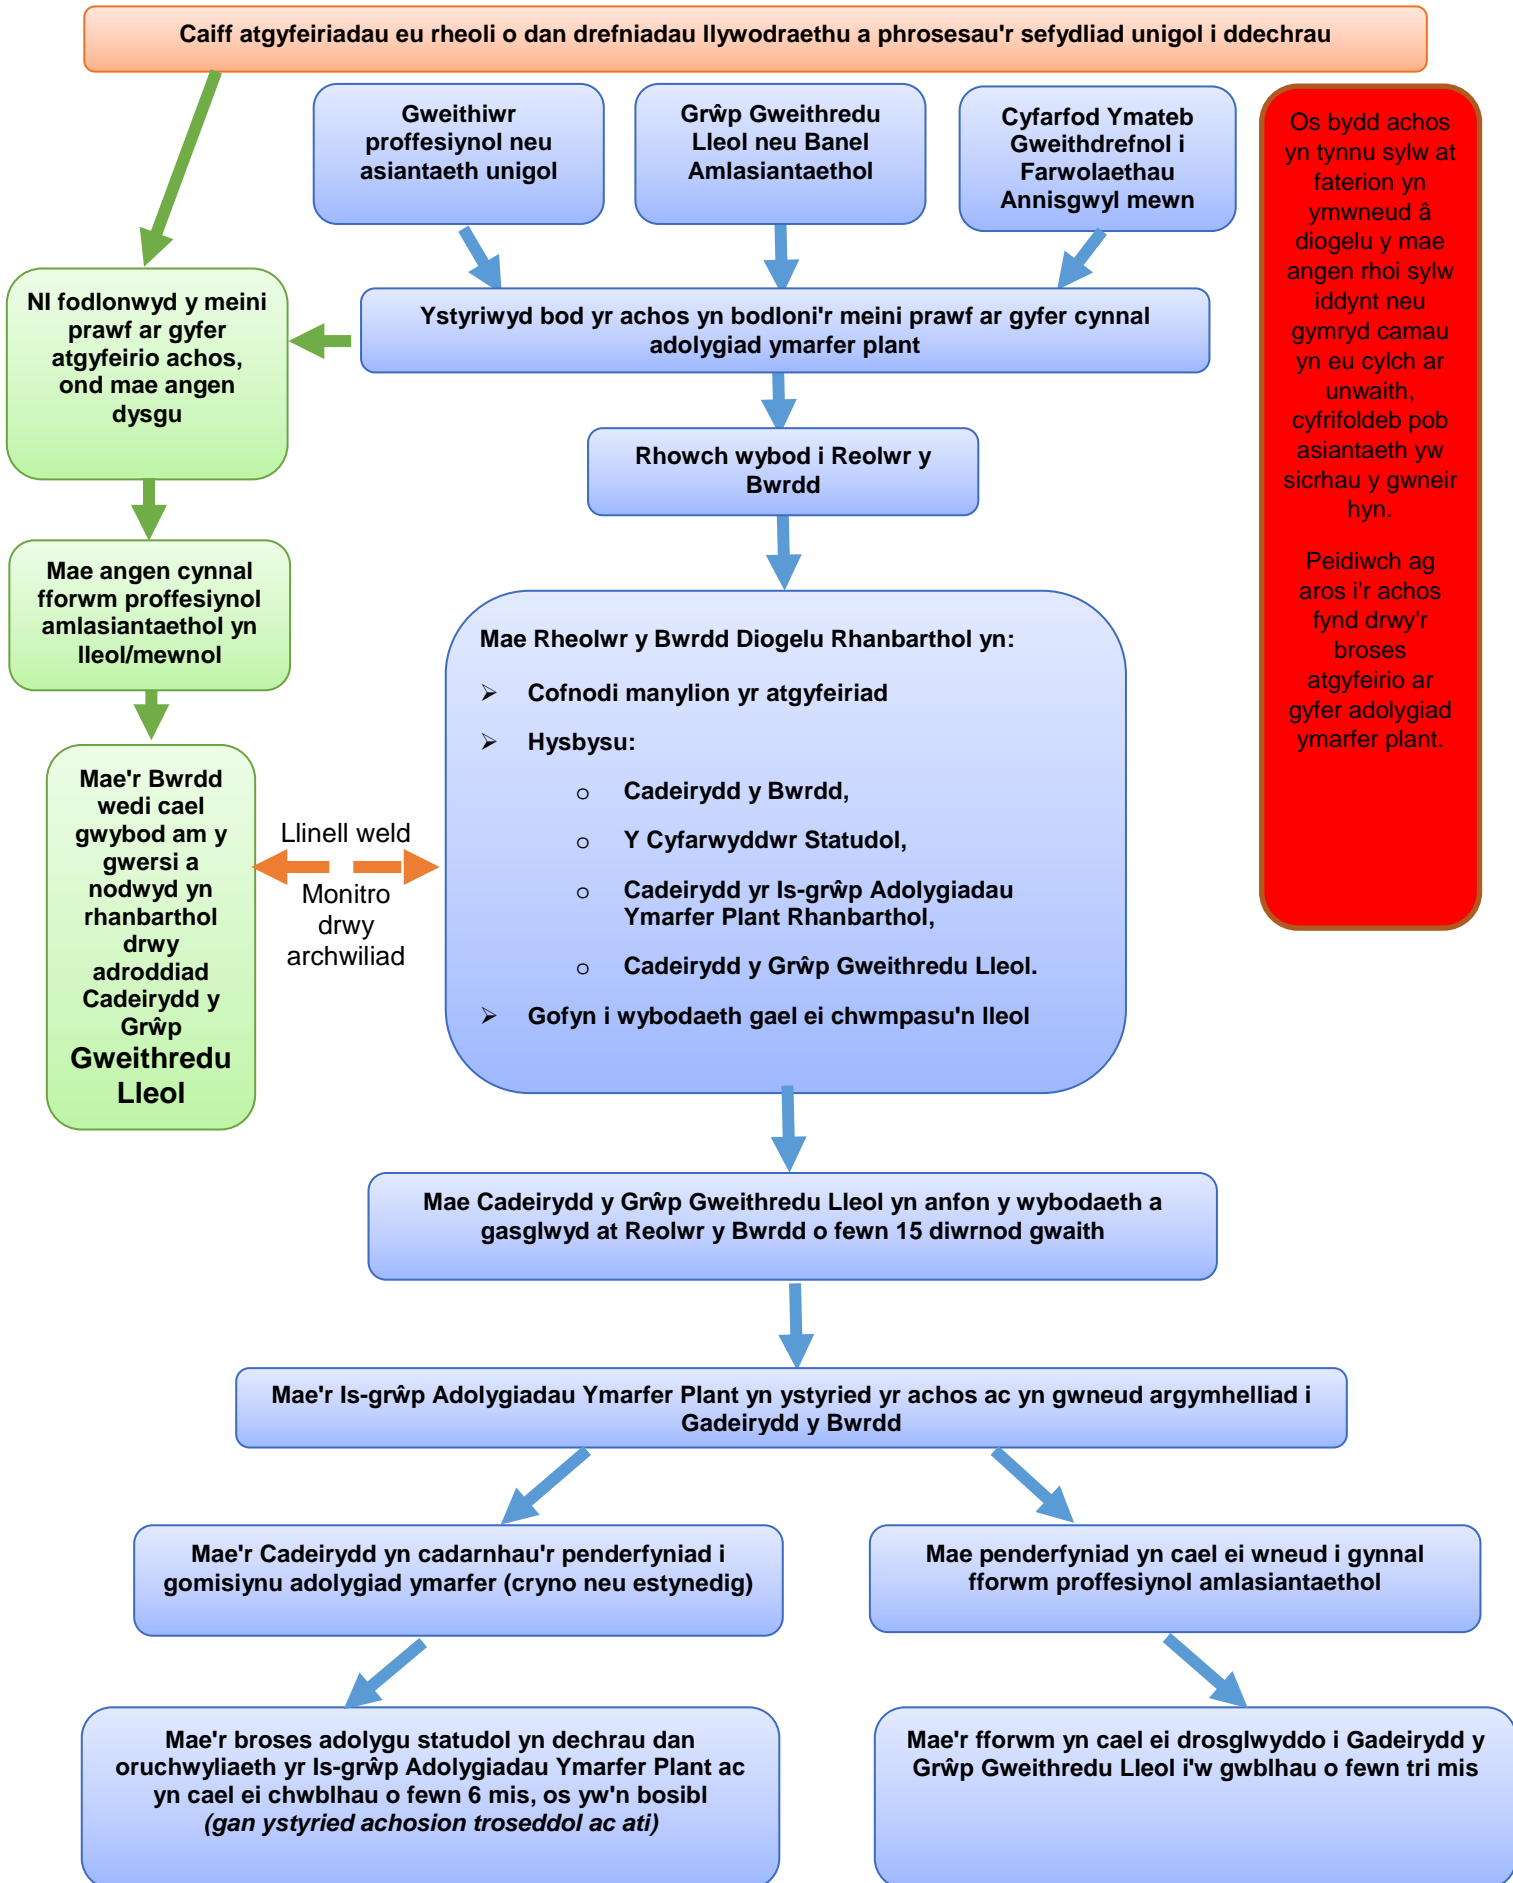 Caiff atgyfeiriadau eu rheoli o dan drefniadau llywodraethu a phrosesau'r sefydliad unigol i ddechrau
Gweithiwr
proffesiynol neu
asiantaeth unigol
Grŵp Gweithredu
Lleol neu Banel
Amlasiantaethol
Cyfarfod Ymateb
Gweithdrefnol i
Farwolaethau
Annisgwyl mewn
Os bydd achos
yn tynnu sylw at
faterion yn
ymwneud â
diogelu y mae
angen rhoi sylw
iddynt neu
gymryd camau
yn eu cylch ar
unwaith,
cyfrifoldeb pob
asiantaeth yw
sicrhau y gwneir
hyn.
Peidiwch ag
aros i'r achos
fynd drwy'r
broses
atgyfeirio ar
gyfer adolygiad
ymarfer plant.
NI fodlonwyd y meini
prawf ar gyfer
atgyfeirio achos,
ond mae angen
dysgu
Ystyriwyd bod yr achos yn bodloni'r meini prawf ar gyfer cynnal
adolygiad ymarfer plant
Rhowch wybod i Reolwr y
Bwrdd
Mae angen cynnal
fforwm proffesiynol
amlasiantaethol yn
lleol/mewnol
Mae'r Bwrdd
wedi cael
gwybod am y
gwersi a
nodwyd yn
rhanbarthol
drwy
adroddiad
Cadeirydd y
Grŵp
Gweithredu
Lleol
Llinell weld
Monitro
drwy
archwiliad
Mae Rheolwr y Bwrdd Diogelu Rhanbarthol yn:
➢ Cofnodi manylion yr atgyfeiriad
➢ Hysbysu:
o Cadeirydd y Bwrdd,
o Y Cyfarwyddwr Statudol,
o Cadeirydd yr Is-grŵp Adolygiadau
Ymarfer Plant Rhanbarthol,
o Cadeirydd y Grŵp Gweithredu Lleol.
➢ Gofyn i wybodaeth gael ei chwmpasu'n lleol
Mae Cadeirydd y Grŵp Gweithredu Lleol yn anfon y wybodaeth a
gasglwyd at Reolwr y Bwrdd o fewn 15 diwrnod gwaith
Mae'r Is-grŵp Adolygiadau Ymarfer Plant yn ystyried yr achos ac yn gwneud argymhelliad i
Gadeirydd y Bwrdd
Mae'r Cadeirydd yn cadarnhau'r penderfyniad i
gomisiynu adolygiad ymarfer (cryno neu estynedig)
Mae penderfyniad yn cael ei wneud i gynnal
fforwm proffesiynol amlasiantaethol
Mae'r broses adolygu statudol yn dechrau dan
oruchwyliaeth yr Is-grŵp Adolygiadau Ymarfer Plant ac
yn cael ei chwblhau o fewn 6 mis, os yw'n bosibl
(gan ystyried achosion troseddol ac ati)
Mae'r fforwm yn cael ei drosglwyddo i Gadeirydd y
Grŵp Gweithredu Lleol i'w gwblhau o fewn tri mis